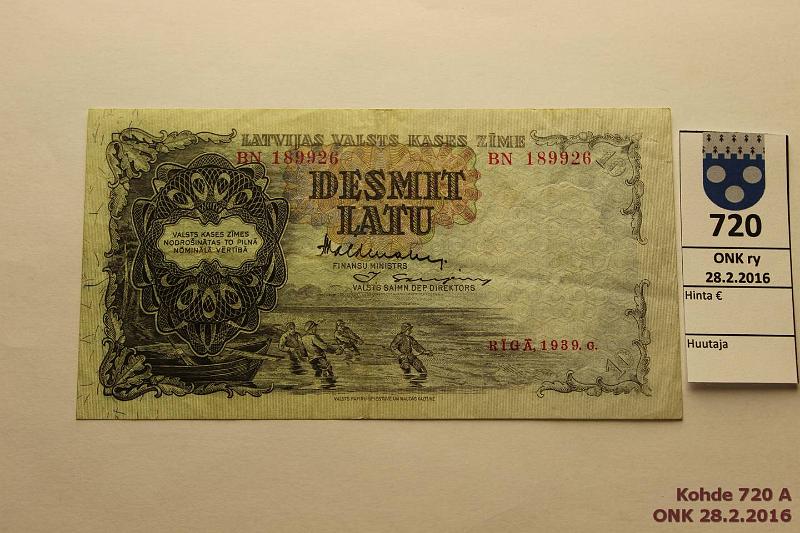 LATVIJAS VALSTS KASES ZĪME
BN 189926
BN 189926
DESMIT
LATU
VALSTS KASES ZĪMES
NODROŠINĀTAS TO PILNĀ
NOMINĀLĀ VĒRTĪBĀ
FINANSU MINISTRS
VALSTS SAIMN. DEP DIREKTORS
RĪGĀ, 1939. G.
10
10
720
ONK ry
28.2.2016
Hinta €
Huutaja
Kohde 720 A
ONK 28.2.2016